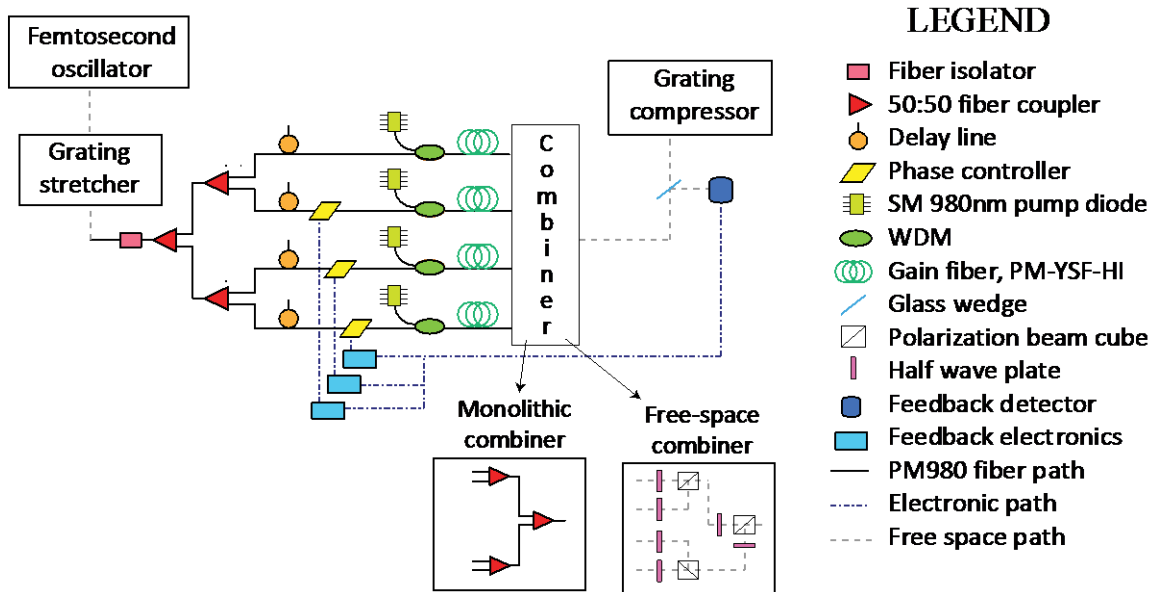 Femtosecond
oscillator
Grating
stretcher
Combiner
Grating
compressor
Monolithic
combiner
Free-space
combiner
LEGEND
Fiber isolator
50:50 fiber coupler
Delay line
Phase controller
SM 980nm pump diode
WDM
Gain fiber, PM-YSF-HI
Glass wedge
Polarization beam cube
Half wave plate
Feedback detector
Feedback electronics
PM980 fiber path
Electronic path
Free space path